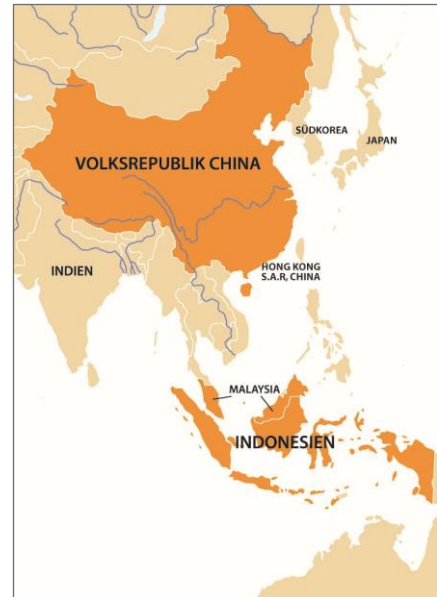 SÜDKOREA
JAPAN
VOLKSREPUBLIK CHINA
INDIEN
HONG KONG
S.A.R, CHINA
MALAYSIA
INDONESIEN